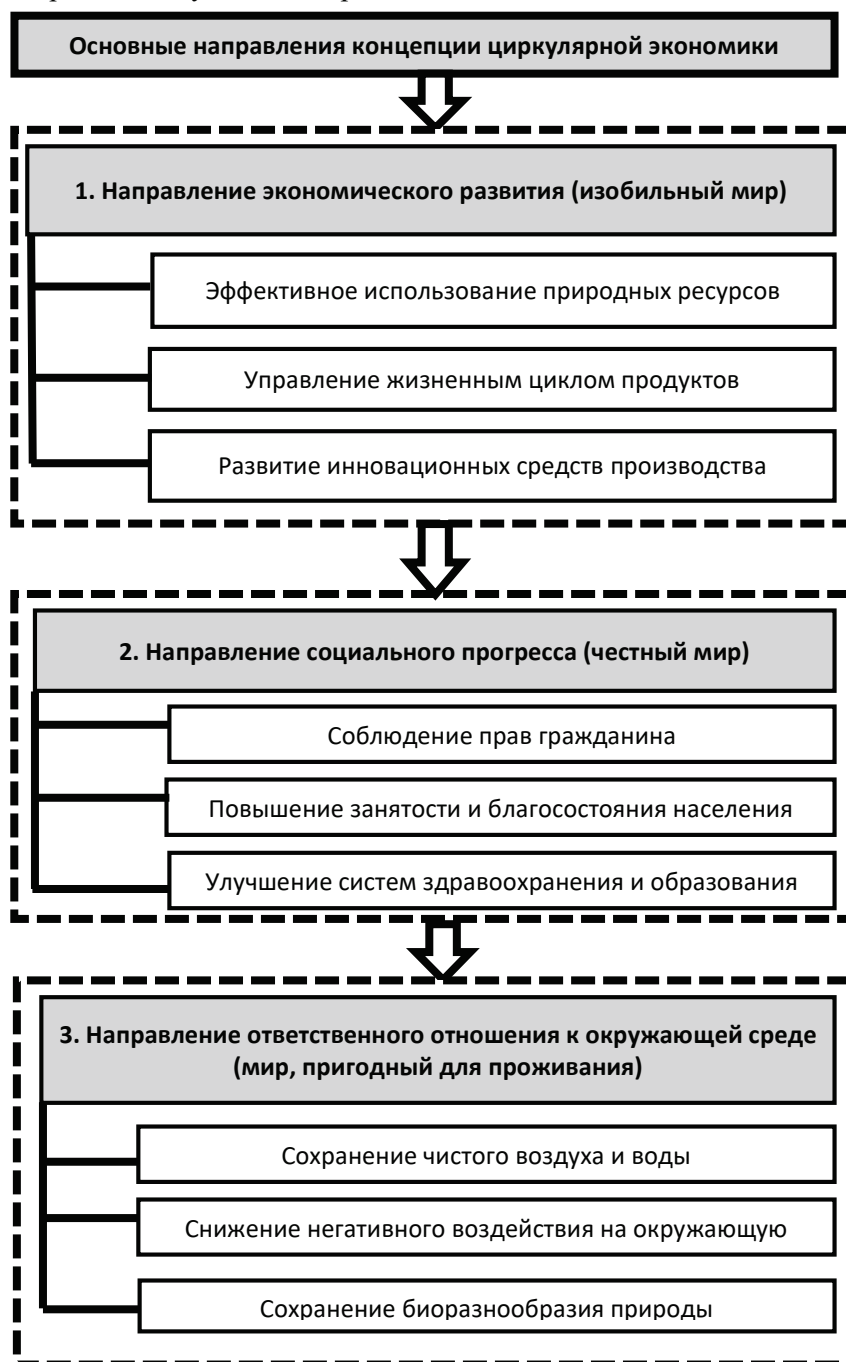 Основные направления концепции циркулярной экономики
1. Направление экономического развития (изобильный мир)
Эффективное использование природных ресурсов
Управление жизненным циклом продуктов
Развитие инновационных средств производства
2. Направление социального прогресса (честный мир)
Соблюдение прав гражданина
Повышение занятости и благосостояния населения
Улучшение систем здравоохранения и образования
3. Направление ответственного отношения к окружающей среде
(мир, пригодный для проживания)
Сохранение чистого воздуха и воды
Снижение негативного воздействия на окружающую
Сохранение биоразнообразия природы